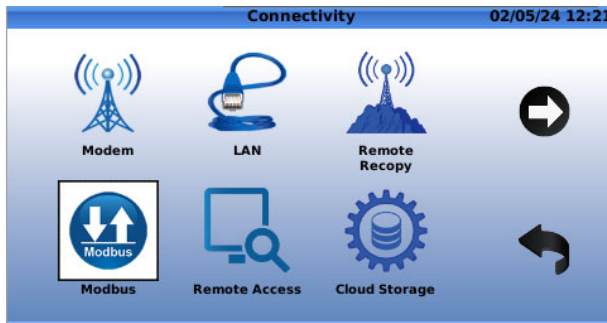 Connectivity
02/05/24 12:21
Modem
LAN
Remote
Recopy
Modbus
Modbus
Remote Access
Cloud Storage